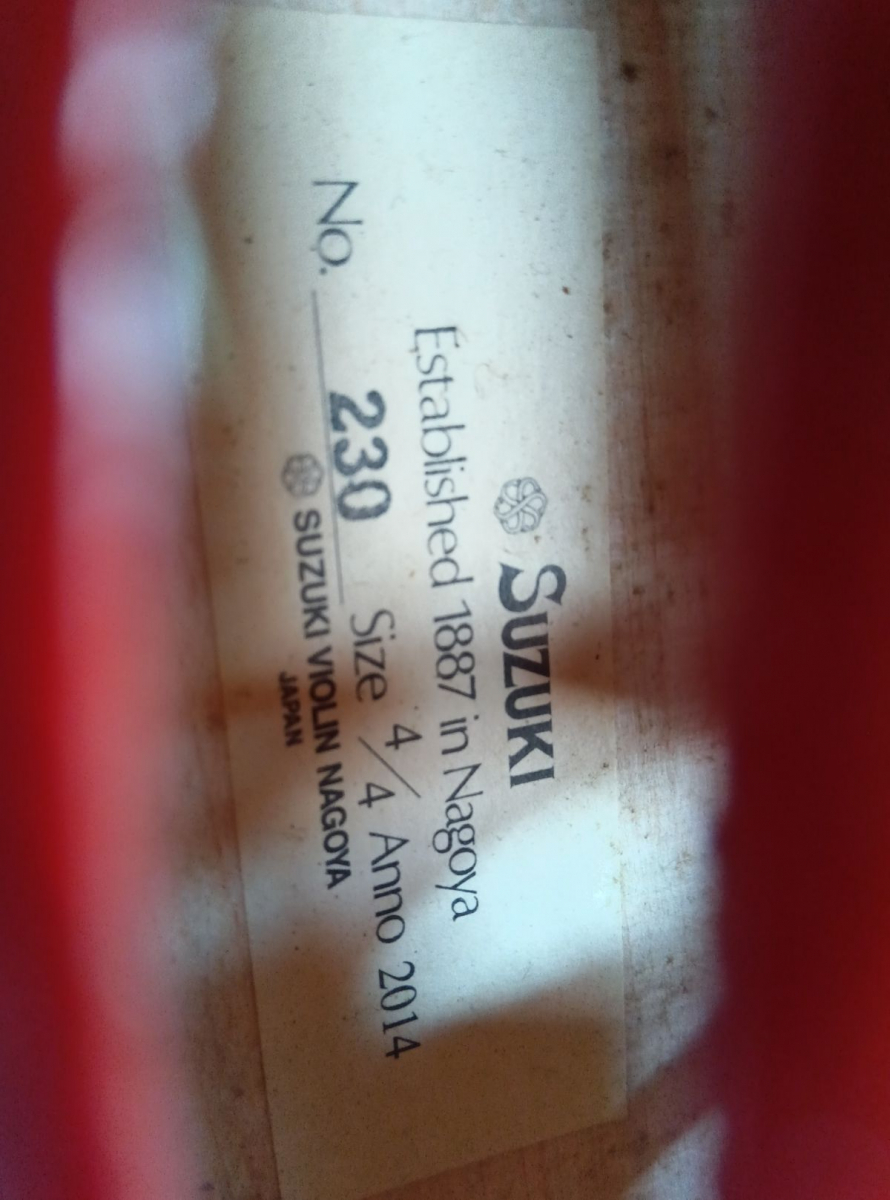 SUZUKI
Established 1887 in Nagoya
No. 230 Size 4/4 Anno 2014
SUZUKI VIOLIN NAGOYA
JAPAN